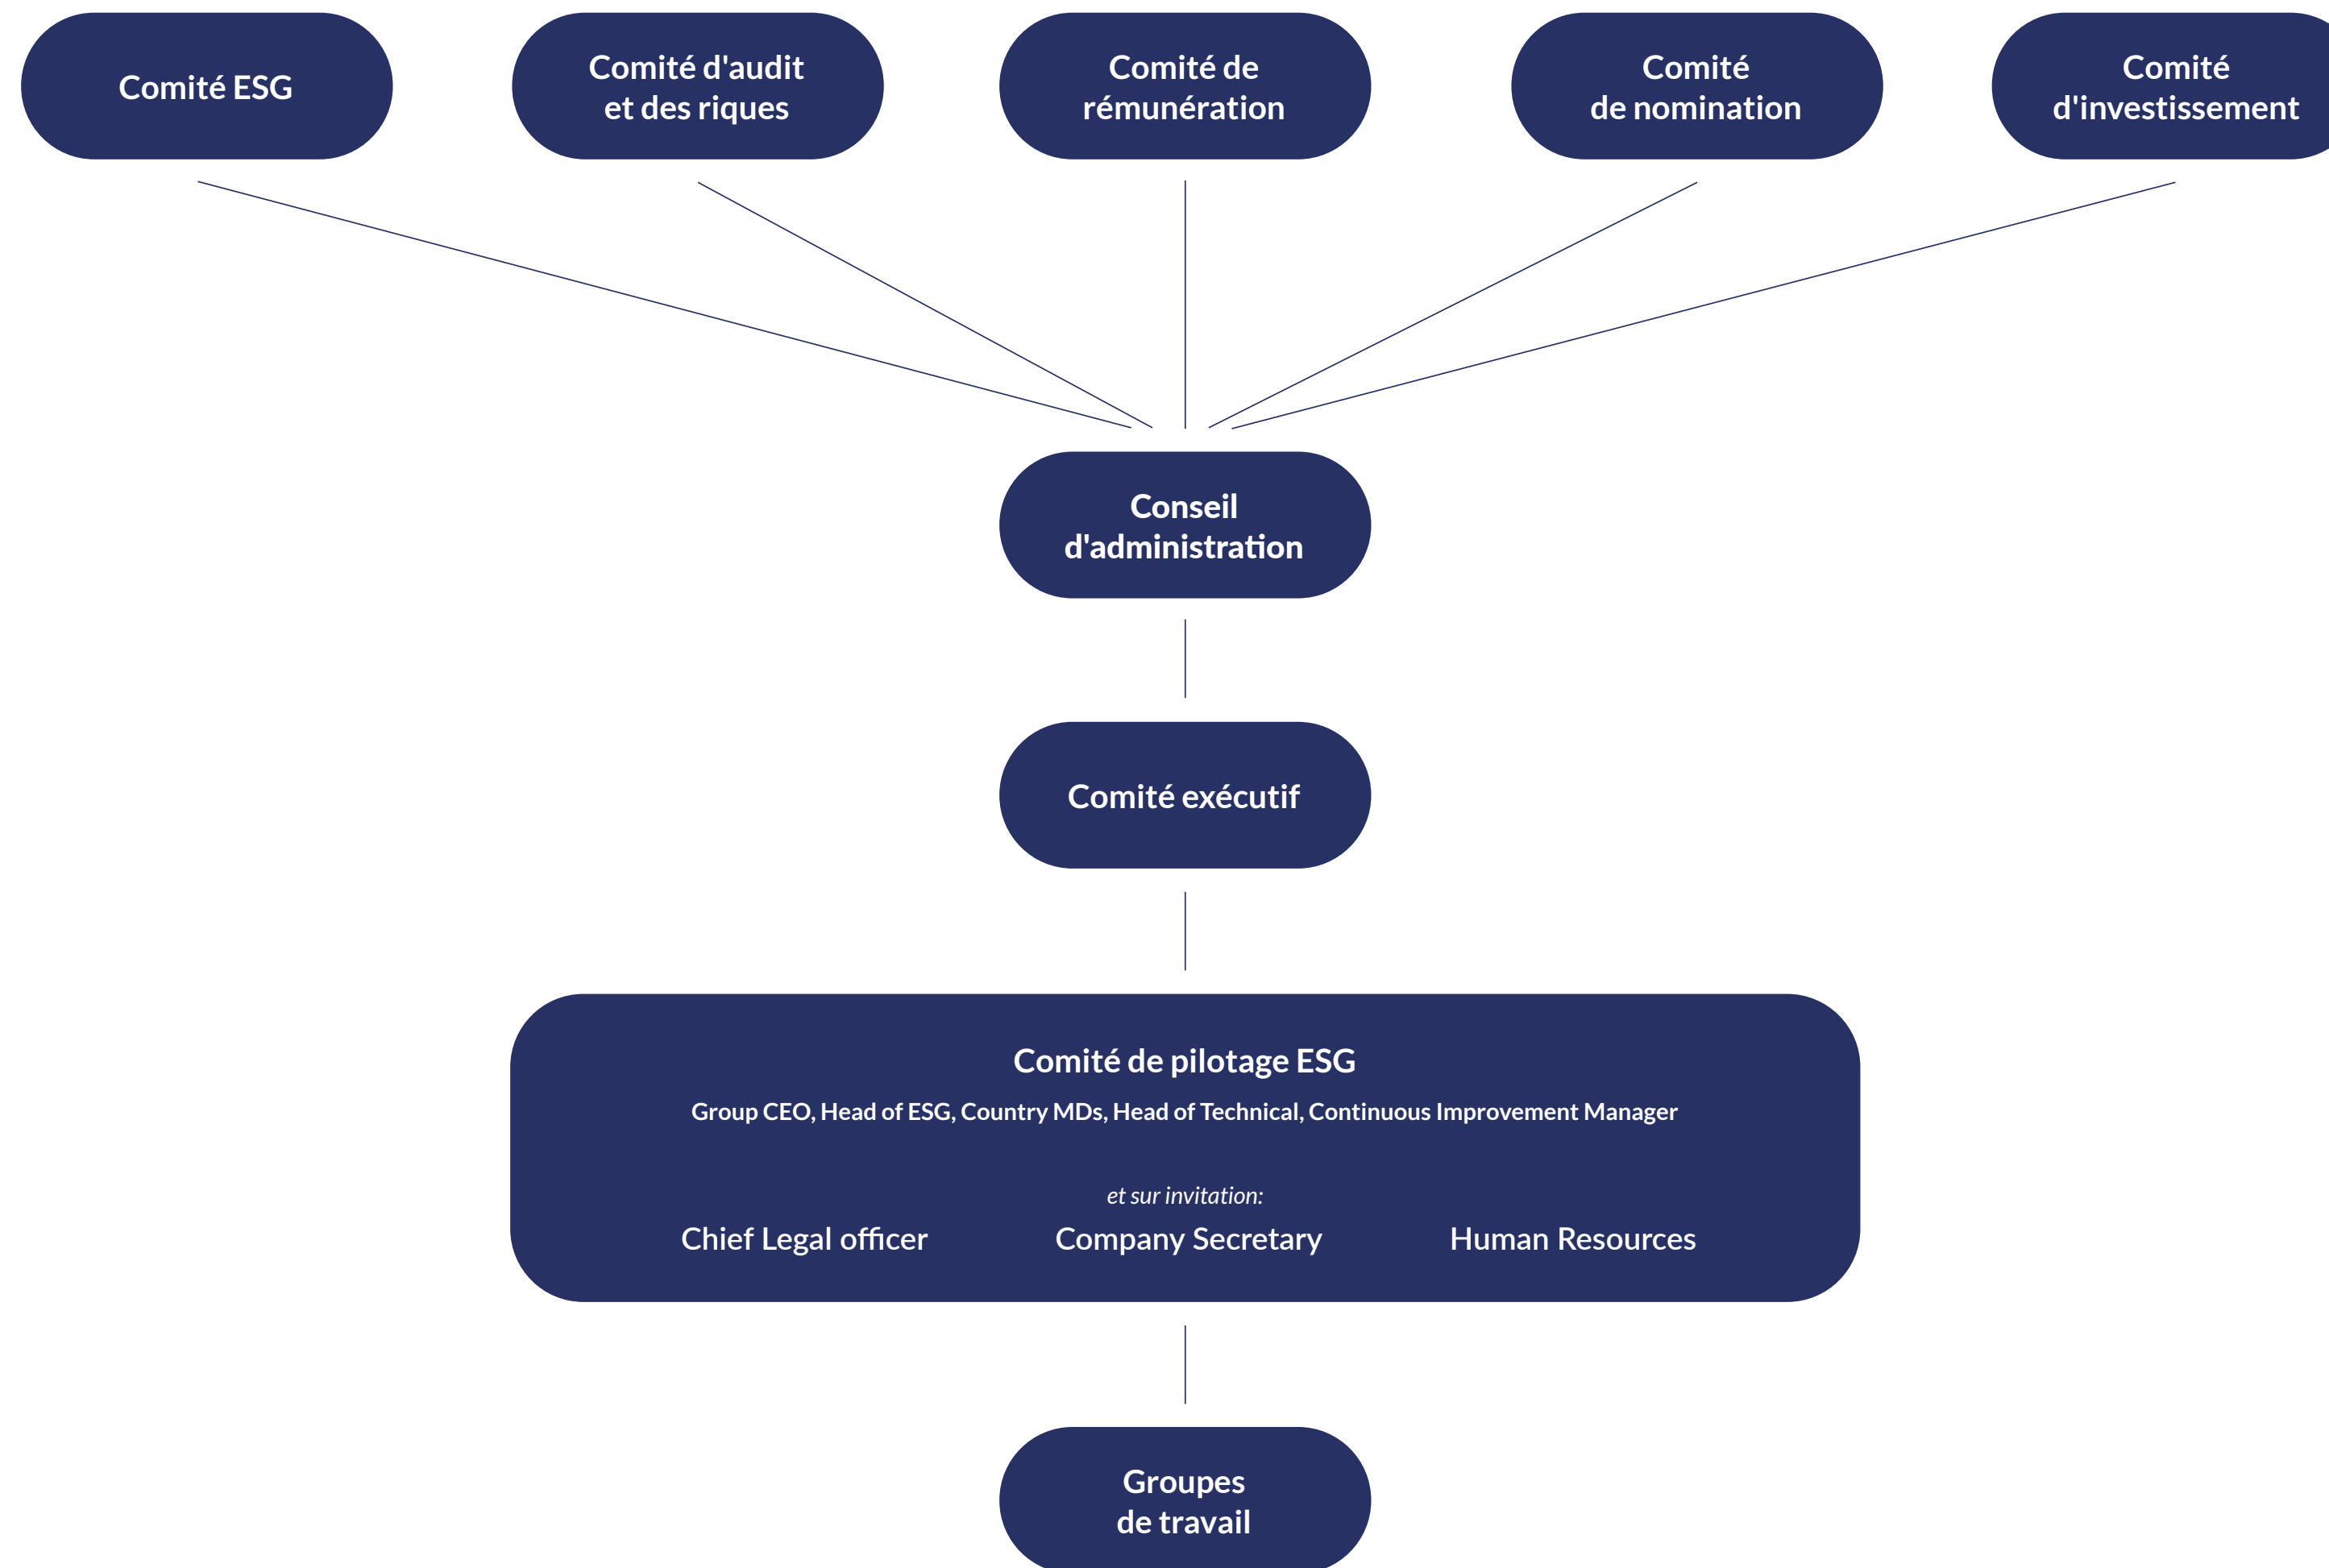 Comité ESG
Comité d'audit
et des riques
Comité de
rémunération
Comité
de nomination
Comité
d'investissement
Conseil
d'administration
Comité exécutif
Comité de pilotage ESG
Group CEO, Head of ESG, Country MDs, Head of Technical, Continuous Improvement Manager
et sur invitation:
Chief Legal officer
Company Secretary
Human Resources
Groupes
de travail